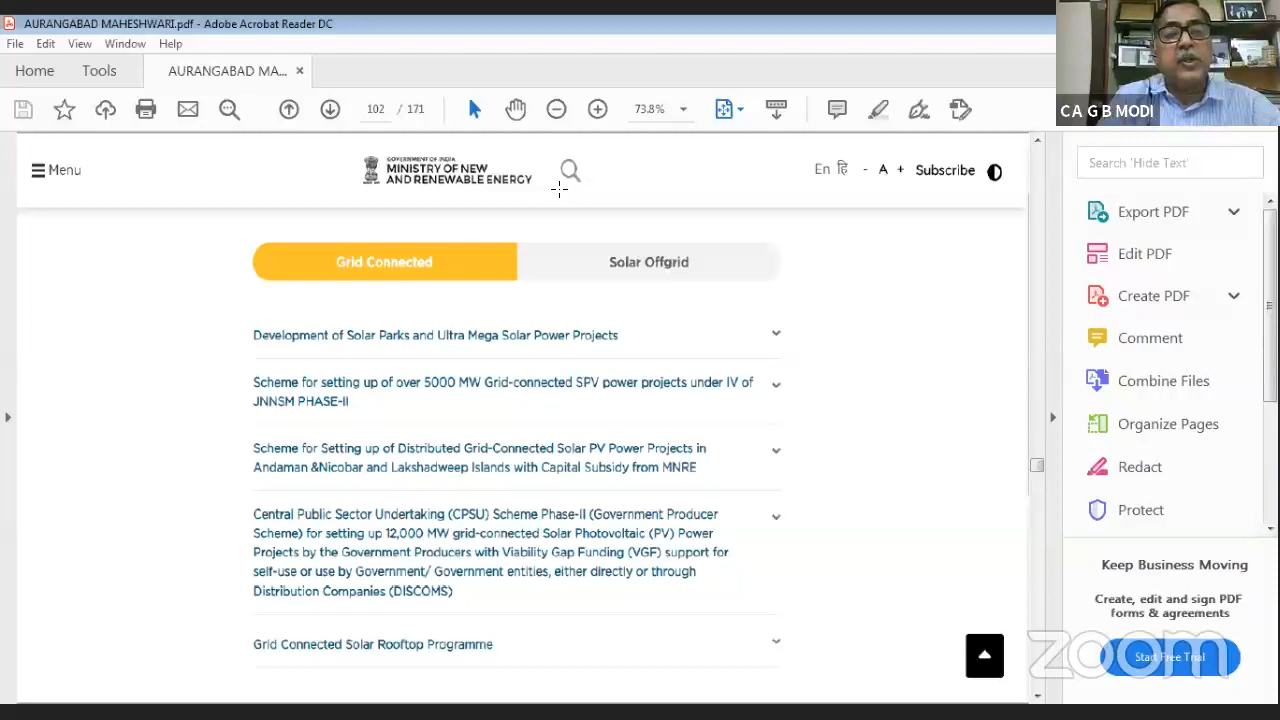 AURANGABAD MAHESHWARI.pdf - Adobe Acrobat Reader DC
File Edit View Window Help
Home Tools AURANGABAD MA... ×
102 / 171 73.8%
C A G B MODI
Menu
GOVERNMENT OF INDIA
MINISTRY OF NEW
AND RENEWABLE ENERGY
En हि - A + Subscribe
Grid Connected Solar Offgrid
Development of Solar Parks and Ultra Mega Solar Power Projects
Scheme for setting up of over 5000 MW Grid-connected SPV power projects under IV of
JNNSM PHASE-II
Scheme for Setting up of Distributed Grid-Connected Solar PV Power Projects in
Andaman &Nicobar and Lakshadweep Islands with Capital Subsidy from MNRE
Central Public Sector Undertaking (CPSU) Scheme Phase-II (Government Producer
Scheme) for setting up 12,000 MW grid-connected Solar Photovoltaic (PV) Power
Projects by the Government Producers with Viability Gap Funding (VGF) support for
self-use or use by Government/ Government entities, either directly or through
Distribution Companies (DISCOMS)
Grid Connected Solar Rooftop Programme
Search 'Hide Text'
Export PDF
Edit PDF
Create PDF
Comment
Combine Files
Organize Pages
Redact
Protect
Keep Business Moving
Create, edit and sign PDF
forms & agreements
Start Free Trial
zoom